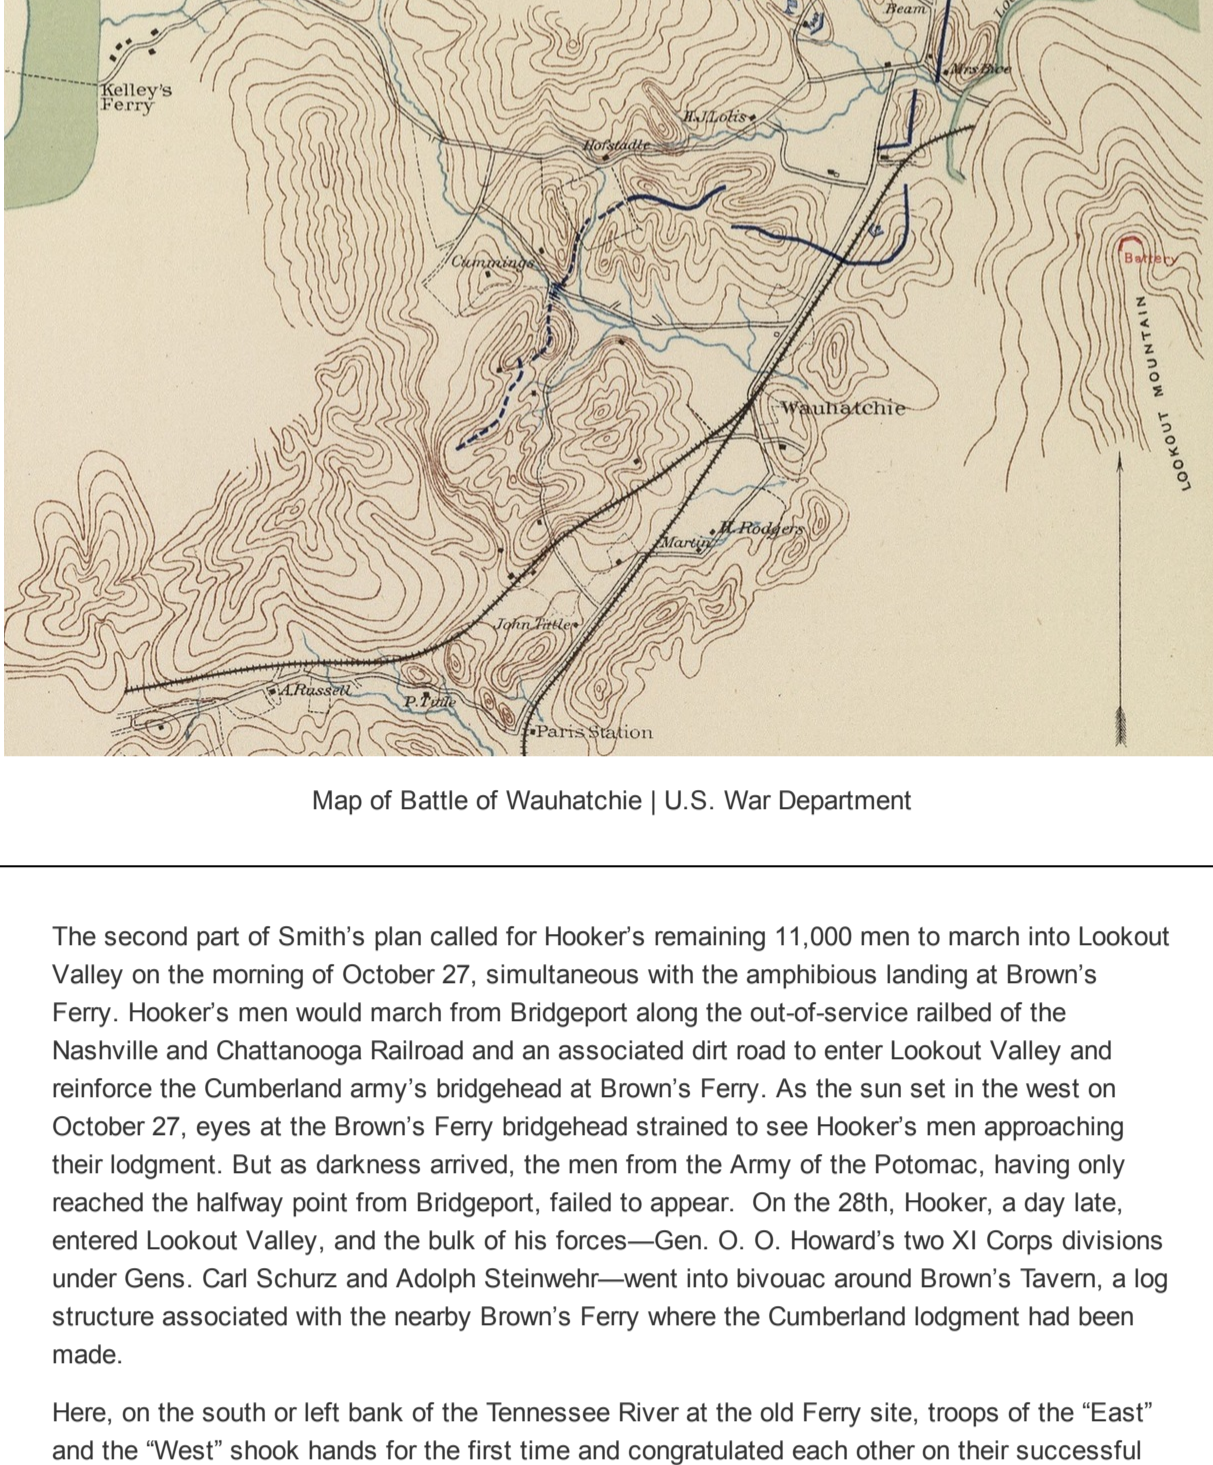 Beam
Mrs Bice
Kelley's
Ferry
H.J.Lotis
Hofstadle
Cummings
Battery
LOOKOUT MOUNTAIN
Wauhatchie
H. Rodgers
Martin
John Tittle
A.Russell
Paris Station
Map of Battle of Wauhatchie | U.S. War Department
The second part of Smith’s plan called for Hooker’s remaining 11,000 men to march into Lookout
Valley on the morning of October 27, simultaneous with the amphibious landing at Brown’s
Ferry. Hooker’s men would march from Bridgeport along the out-of-service railbed of the
Nashville and Chattanooga Railroad and an associated dirt road to enter Lookout Valley and
reinforce the Cumberland army’s bridgehead at Brown’s Ferry. As the sun set in the west on
October 27, eyes at the Brown’s Ferry bridgehead strained to see Hooker’s men approaching
their lodgment. But as darkness arrived, the men from the Army of the Potomac, having only
reached the halfway point from Bridgeport, failed to appear.  On the 28th, Hooker, a day late,
entered Lookout Valley, and the bulk of his forces—Gen. O. O. Howard’s two XI Corps divisions
under Gens. Carl Schurz and Adolph Steinwehr—went into bivouac around Brown’s Tavern, a log
structure associated with the nearby Brown’s Ferry where the Cumberland lodgment had been
made.
Here, on the south or left bank of the Tennessee River at the old Ferry site, troops of the “East”
and the “West” shook hands for the first time and congratulated each other on their successful